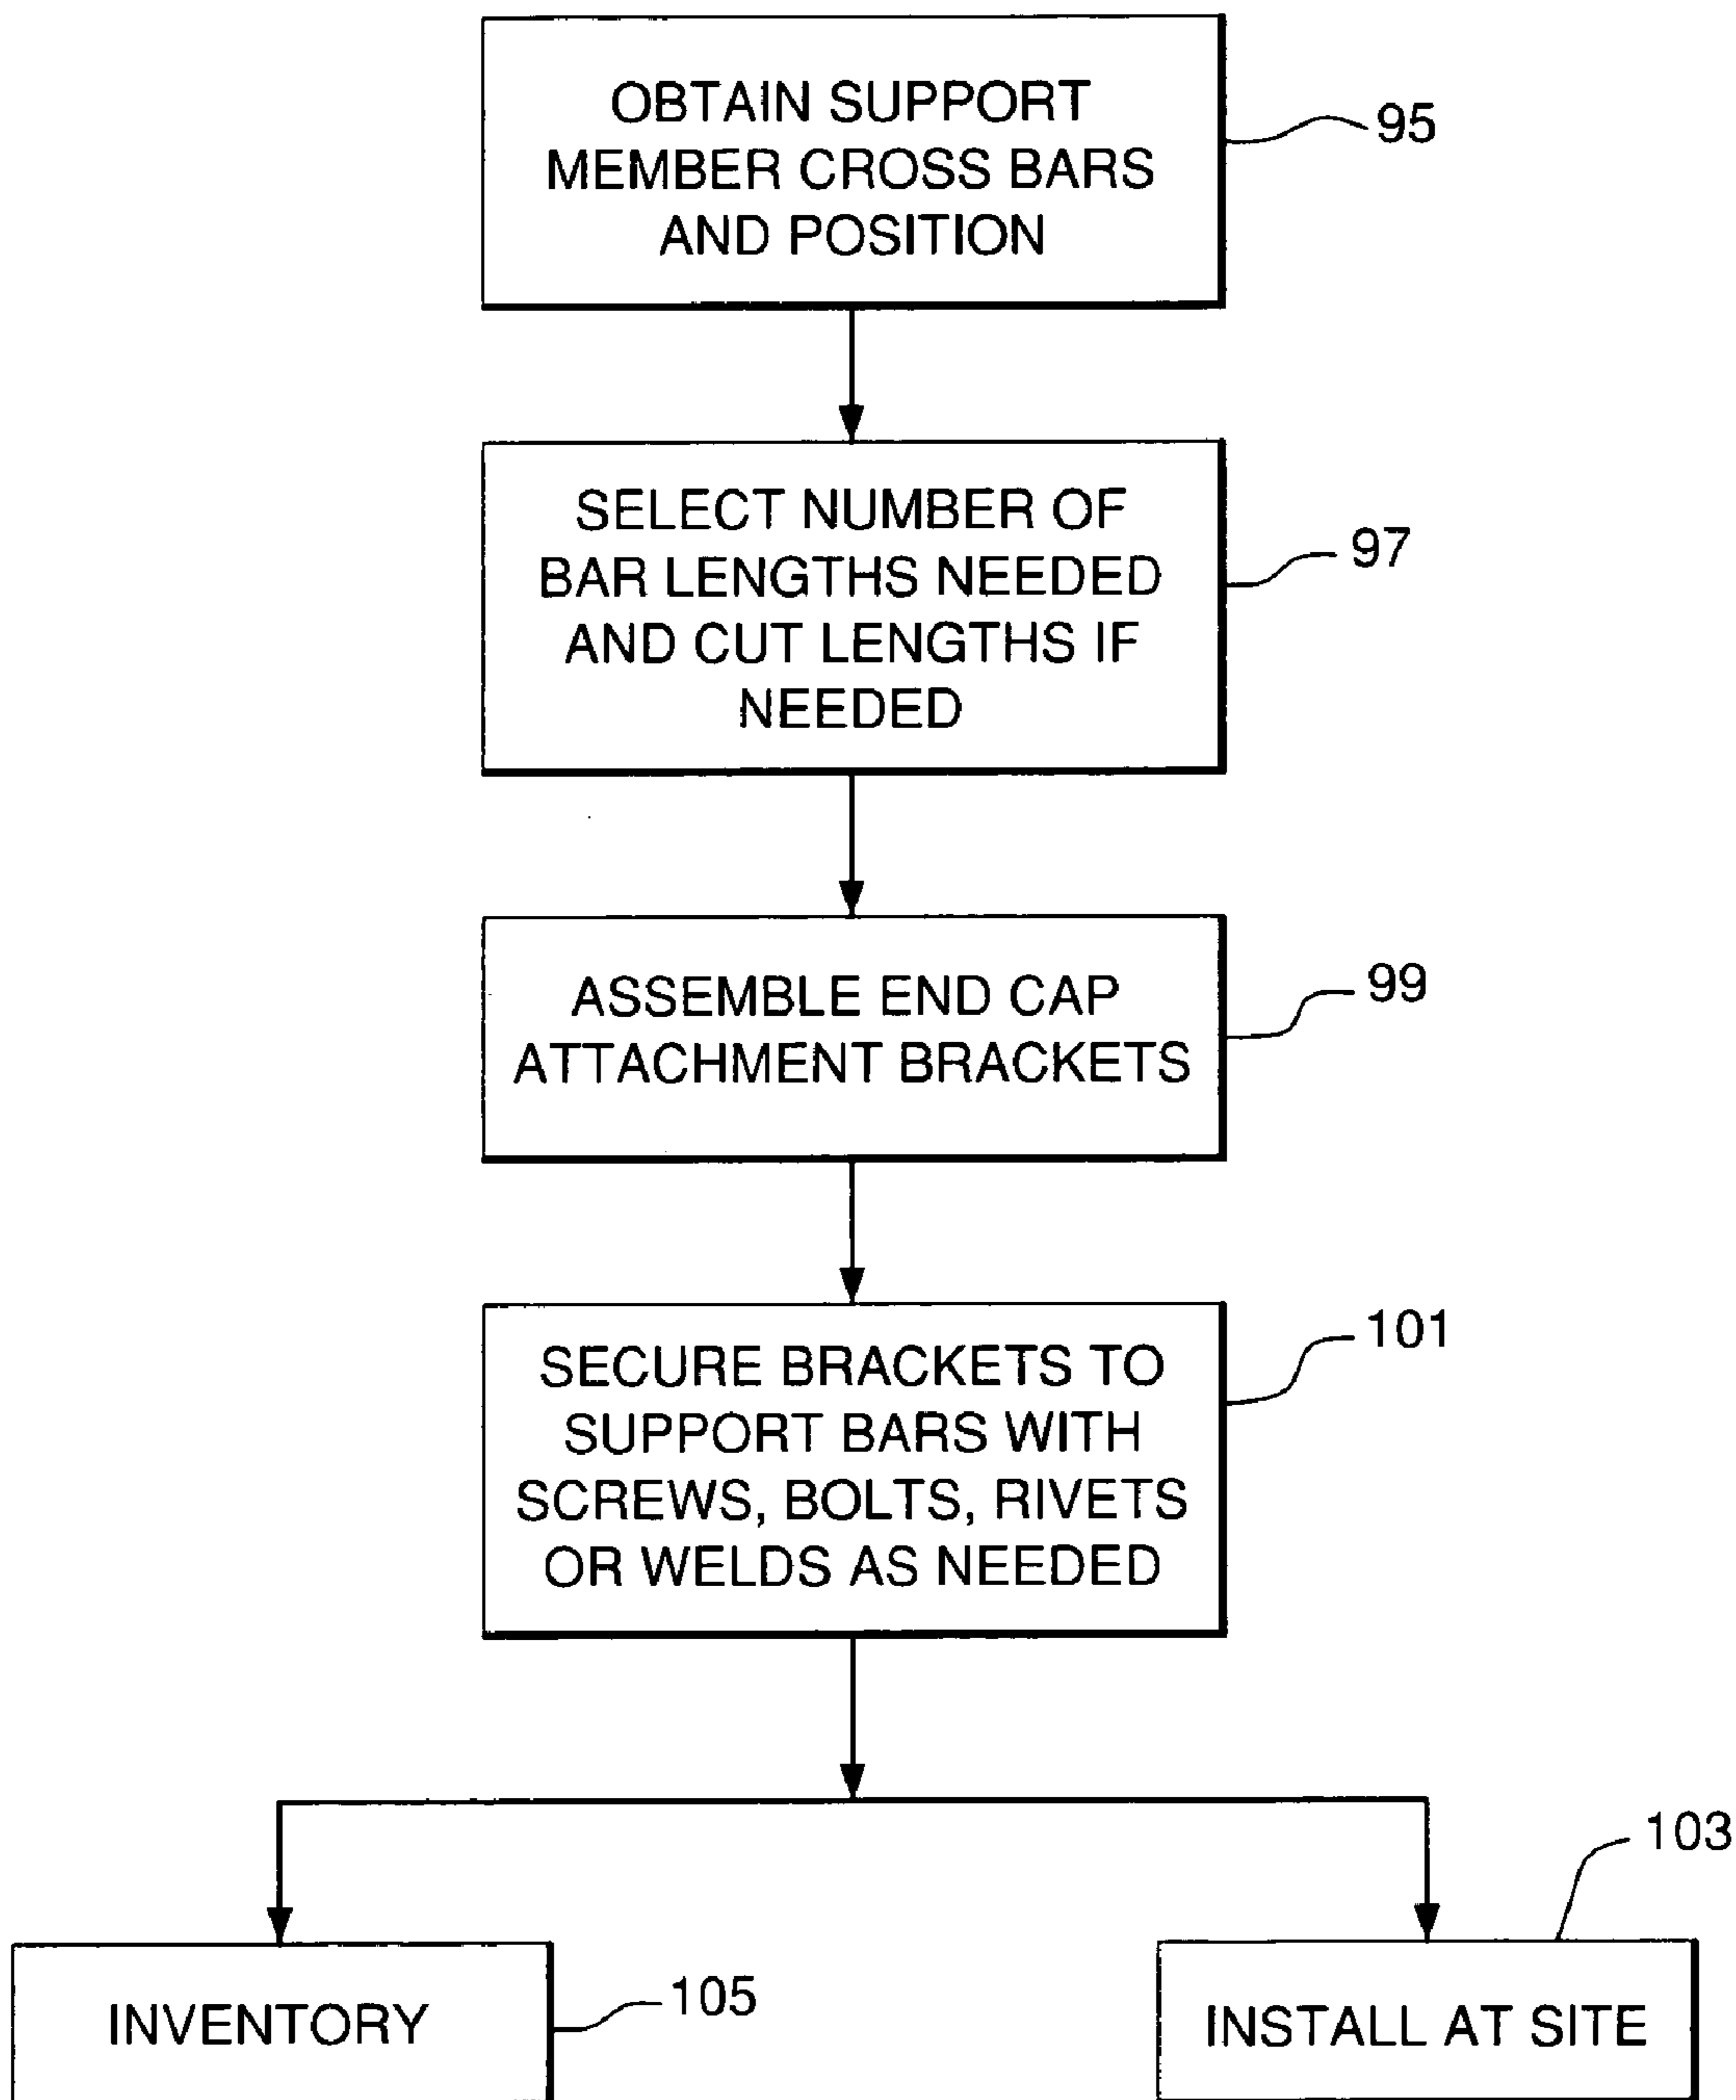 OBTAIN SUPPORT
MEMBER CROSS BARS
AND POSITION
95
SELECT NUMBER OF
BAR LENGTHS NEEDED
AND CUT LENGTHS IF
NEEDED
97
ASSEMBLE END CAP
ATTACHMENT BRACKETS
99
SECURE BRACKETS TO
SUPPORT BARS WITH
SCREWS, BOLTS, RIVETS
OR WELDS AS NEEDED
101
INVENTORY
105
INSTALL AT SITE
103